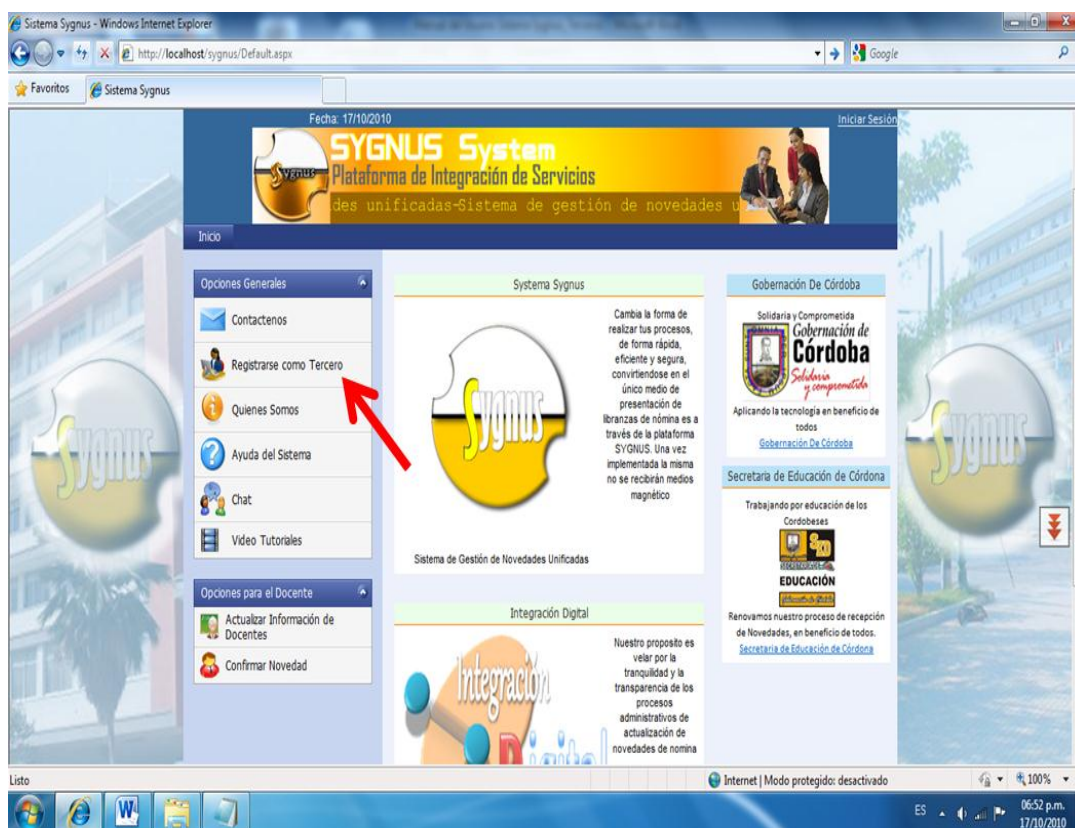 Sistema Sygnus - Windows Internet Explorer
http://localhost/sygnus/Default.aspx
Google
Favoritos
Sistema Sygnus
Fecha: 17/10/2010
Iniciar Sesión
Sygnus
SYGNUS System
Plataforma de Integración de Servicios
des unificadas-Sistema de gestión de novedades u
Inicio
Opciones Generales
Contactenos
Registrarse como Tercero
Quienes Somos
Ayuda del Sistema
Chat
Video Tutoriales
Opciones para el Docente
Actualizar Información de
Docentes
Confirmar Novedad
Systema Sygnus
Sygnus
Cambia la forma de
realizar tus procesos,
de forma rápida,
eficiente y segura,
convirtiendose en el
único medio de
presentación de
libranzas de nómina es a
través de la plataforma
SYGNUS. Una vez
implementada la misma
no se recibirán medios
magnético
Sistema de Gestión de Novedades Unificadas
Integración Digital
Integración
Digital
Nuestro proposito es
velar por la
tranquilidad y la
transparencia de los
procesos
administrativos de
actualización de
novedades de nomina
Gobernación De Córdoba
Solidaria y Comprometida
Gobernación de
Córdoba
Solidaria
y comprometida
Aplicando la tecnología en beneficio de
todos
Gobernación De Córdoba
Secretaria de Educación de Córdona
Trabajando por educación de los
Cordobeses
EDUCACIÓN
Renovamos nuestro proceso de recepción
de Novedades, en beneficio de todos.
Secretaria de Educación de Córdona
Sygnus
Sygnus
Listo
Internet | Modo protegido: desactivado
100%
ES
06:52 p.m.
17/10/2010